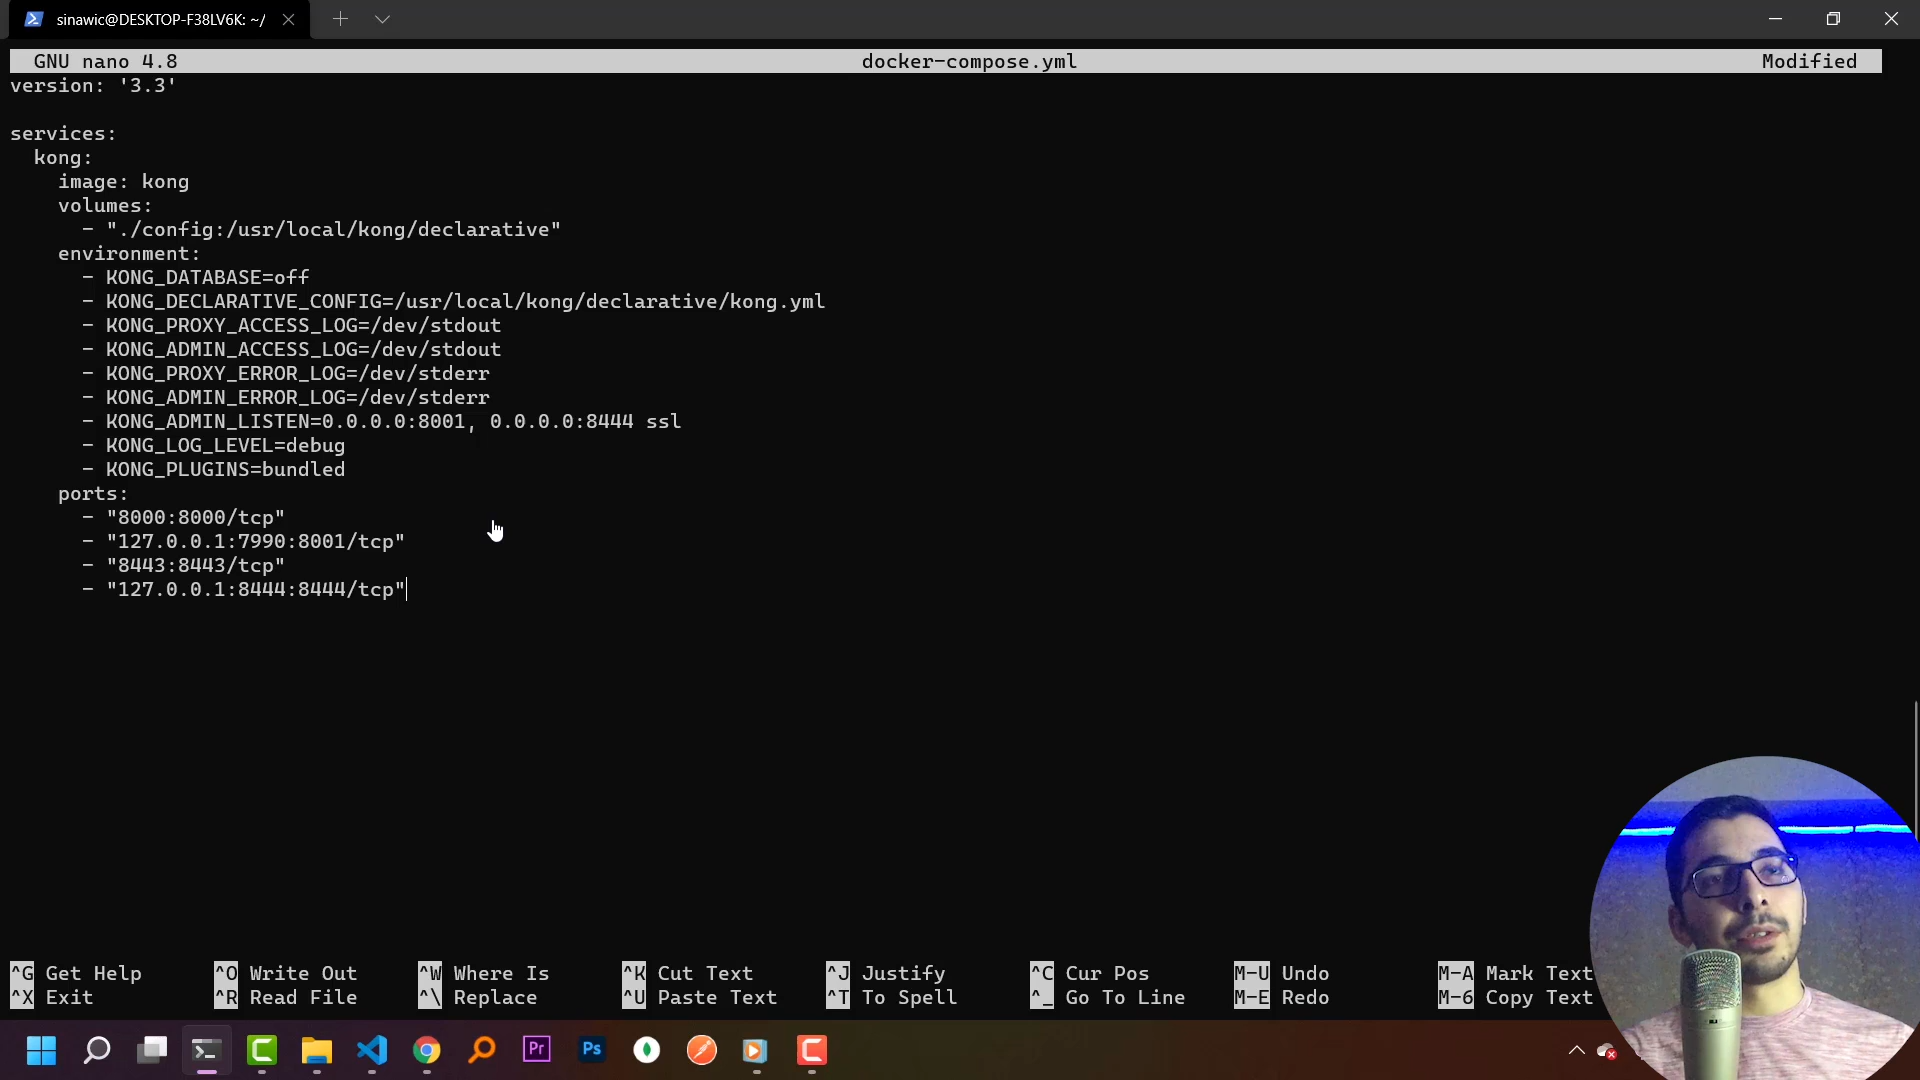 sinawic@DESKTOP-F38LV6K: ~/
GNU nano 4.8 docker-compose.yml Modified
version: '3.3'
services:
  kong:
    image: kong
    volumes:
      - "./config:/usr/local/kong/declarative"
    environment:
      - KONG_DATABASE=off
      - KONG_DECLARATIVE_CONFIG=/usr/local/kong/declarative/kong.yml
      - KONG_PROXY_ACCESS_LOG=/dev/stdout
      - KONG_ADMIN_ACCESS_LOG=/dev/stdout
      - KONG_PROXY_ERROR_LOG=/dev/stderr
      - KONG_ADMIN_ERROR_LOG=/dev/stderr
      - KONG_ADMIN_LISTEN=0.0.0.0:8001, 0.0.0.0:8444 ssl
      - KONG_LOG_LEVEL=debug
      - KONG_PLUGINS=bundled
    ports:
      - "8000:8000/tcp"
      - "127.0.0.1:7990:8001/tcp"
      - "8443:8443/tcp"
      - "127.0.0.1:8444:8444/tcp"
^G Get Help ^O Write Out ^W Where Is ^K Cut Text ^J Justify ^C Cur Pos M-U Undo M-A Mark Text
^X Exit ^R Read File ^\ Replace ^U Paste Text ^T To Spell ^_ Go To Line M-E Redo M-6 Copy Text
Pr Ps